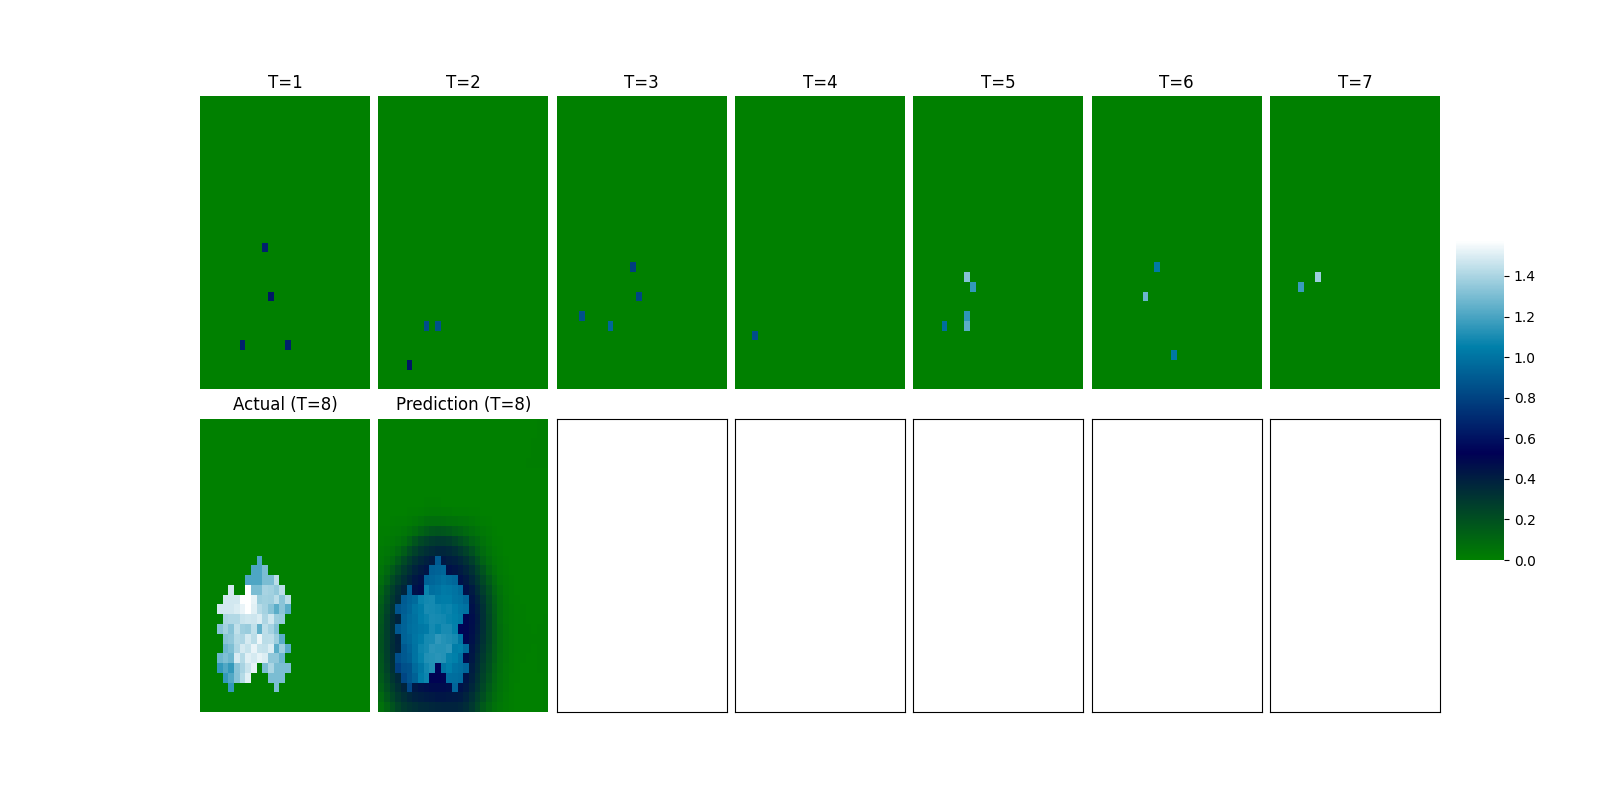 T=1
T=2
T=3
T=4
T=5
T=6
T=7
1.4
1.2
1.0
0.8
0.6
0.4
0.2
0.0
Actual (T=8)
Prediction (T=8)